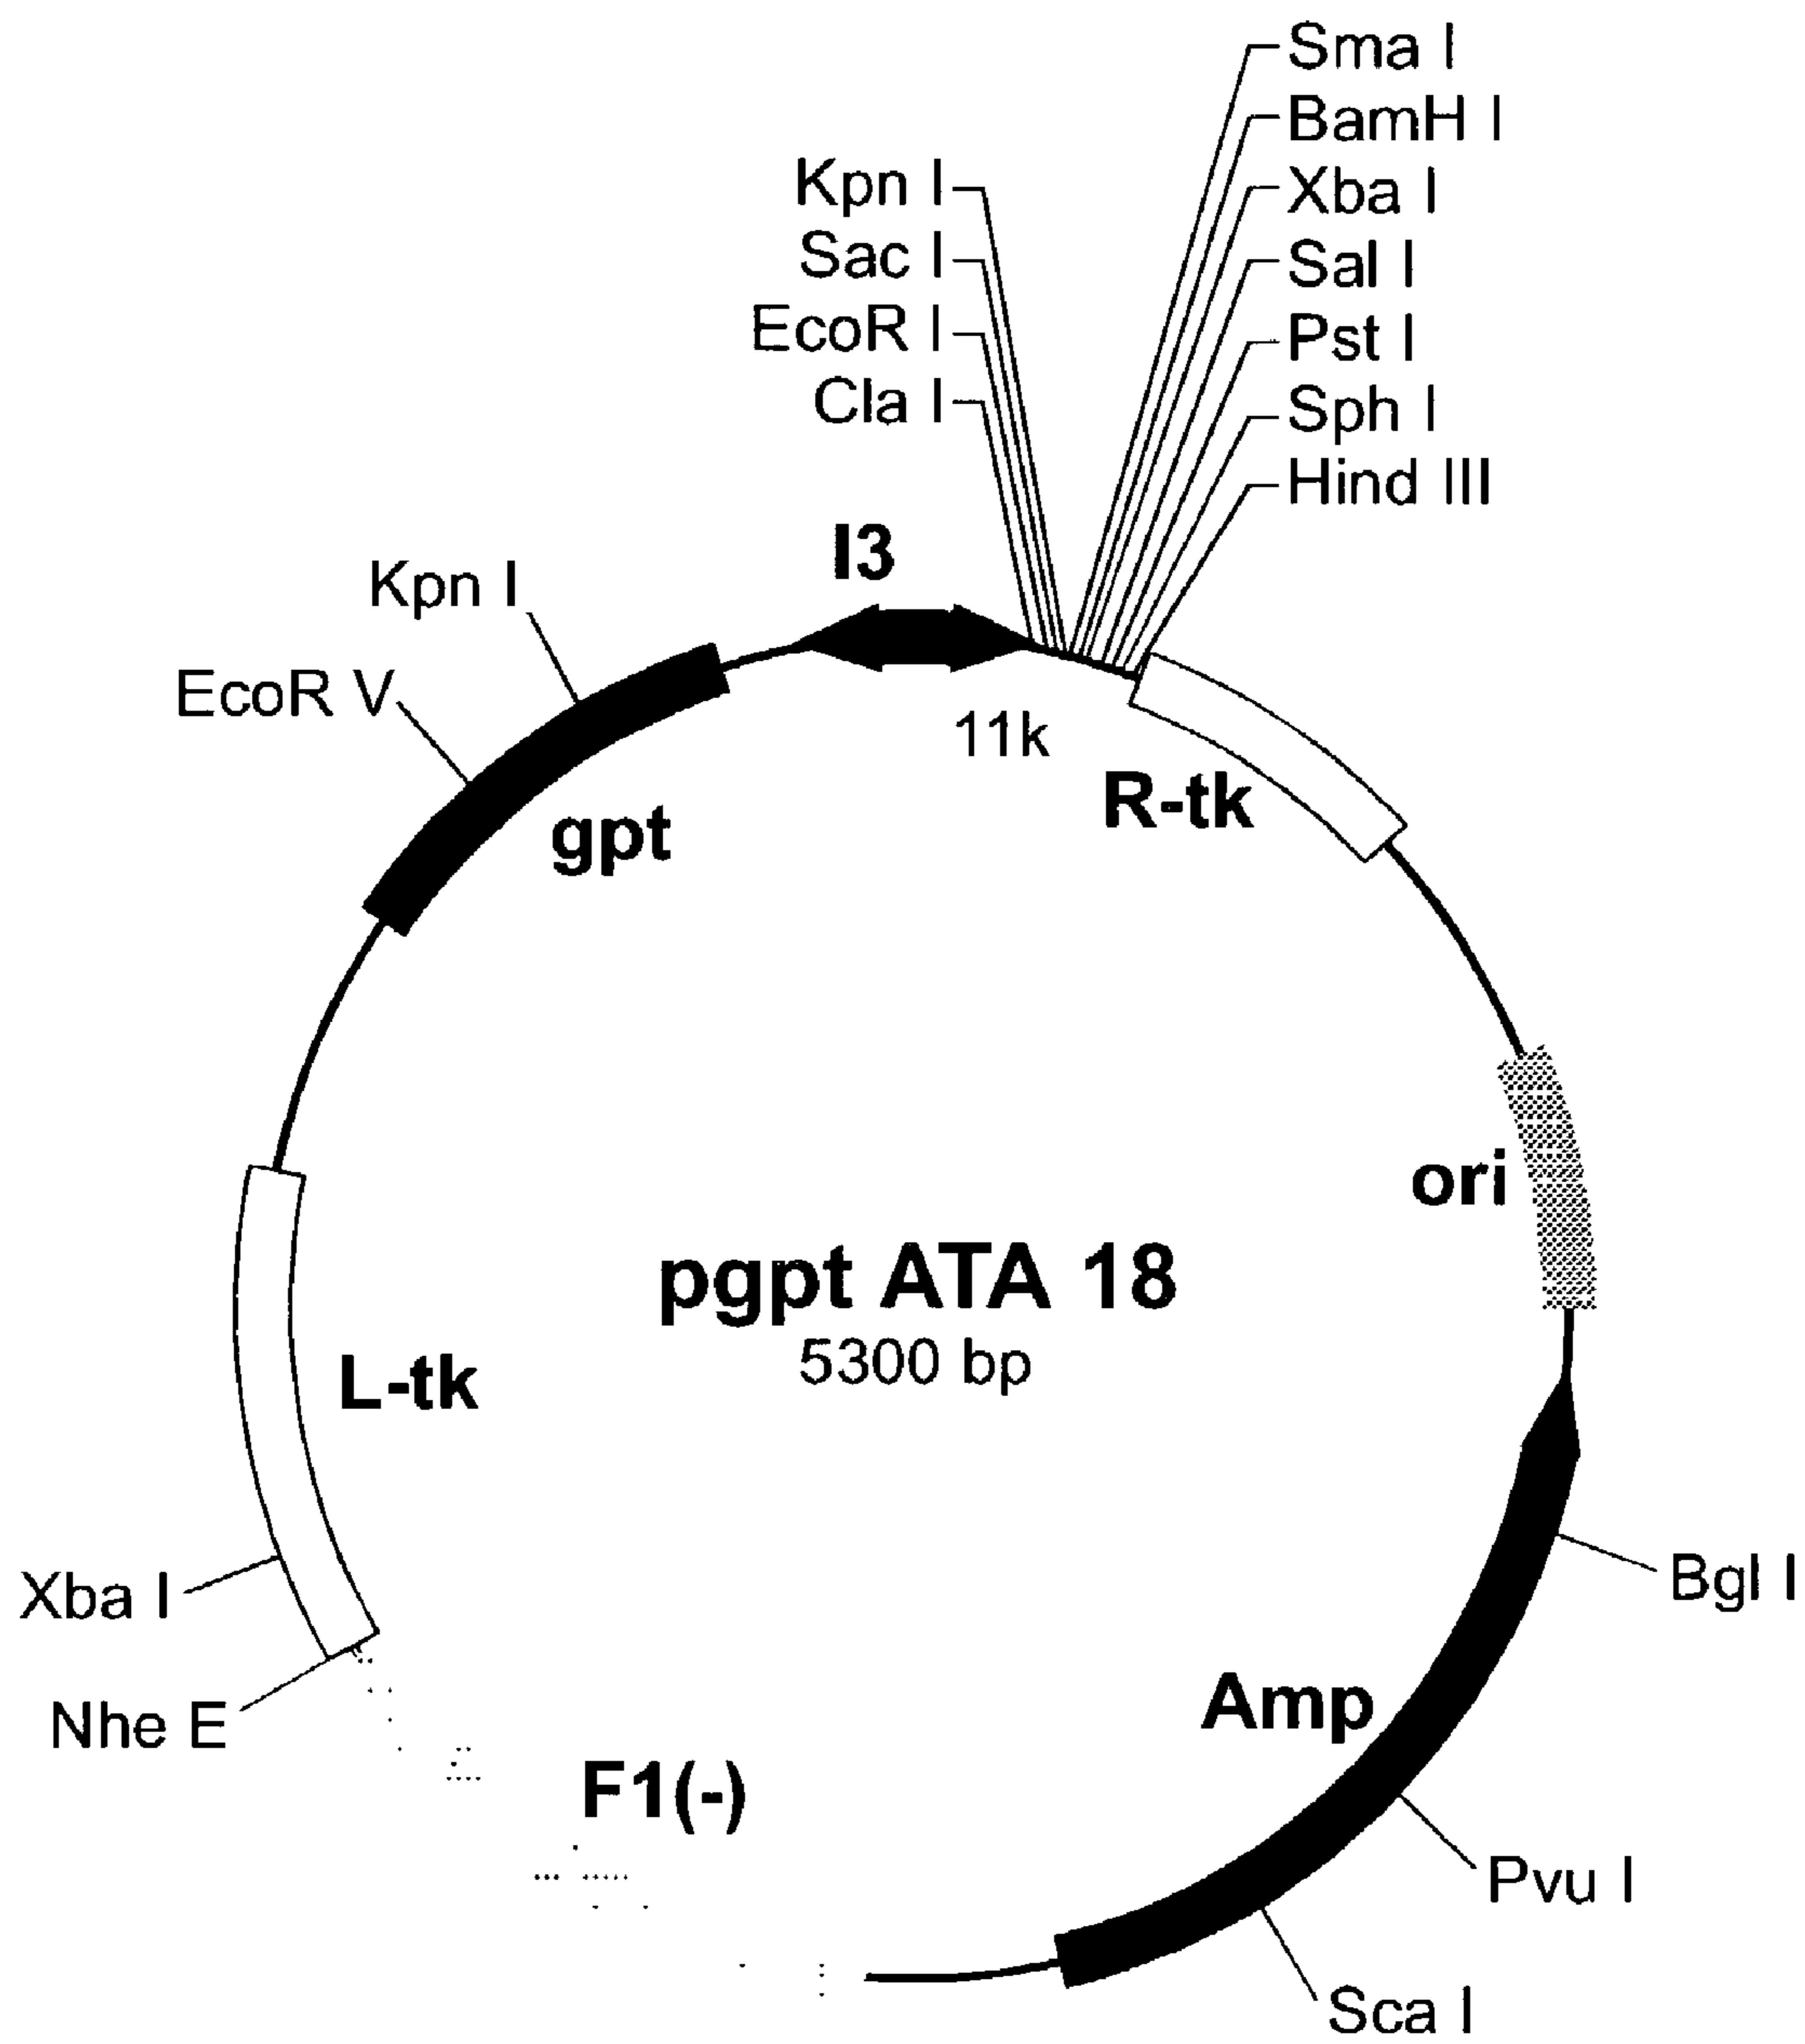 Sma I
BamH I
Xba I
Sal I
Pst I
Sph I
Hind III
Kpn I
Sac I
EcoR I
Cla I
I3
Kpn I
EcoR V
11k
R-tk
gpt
ori
pgpt ATA 18
5300 bp
L-tk
Xba I
Bgl I
Nhe E
Amp
F1(-)
Pvu I
Sca I